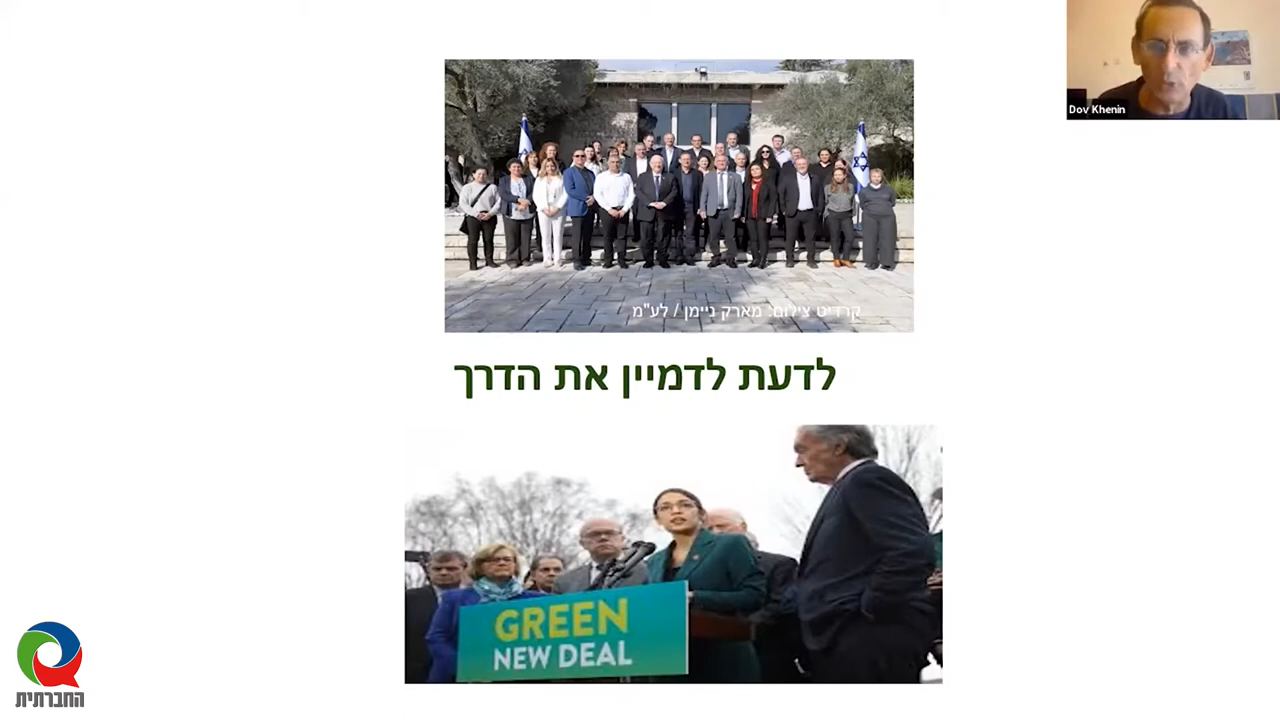 Dov Khenin
קרדיט צילום: מארק ניימן / לע"מ
לדעת לדמיין את הדרך
GREEN
NEW DEAL
החברתית